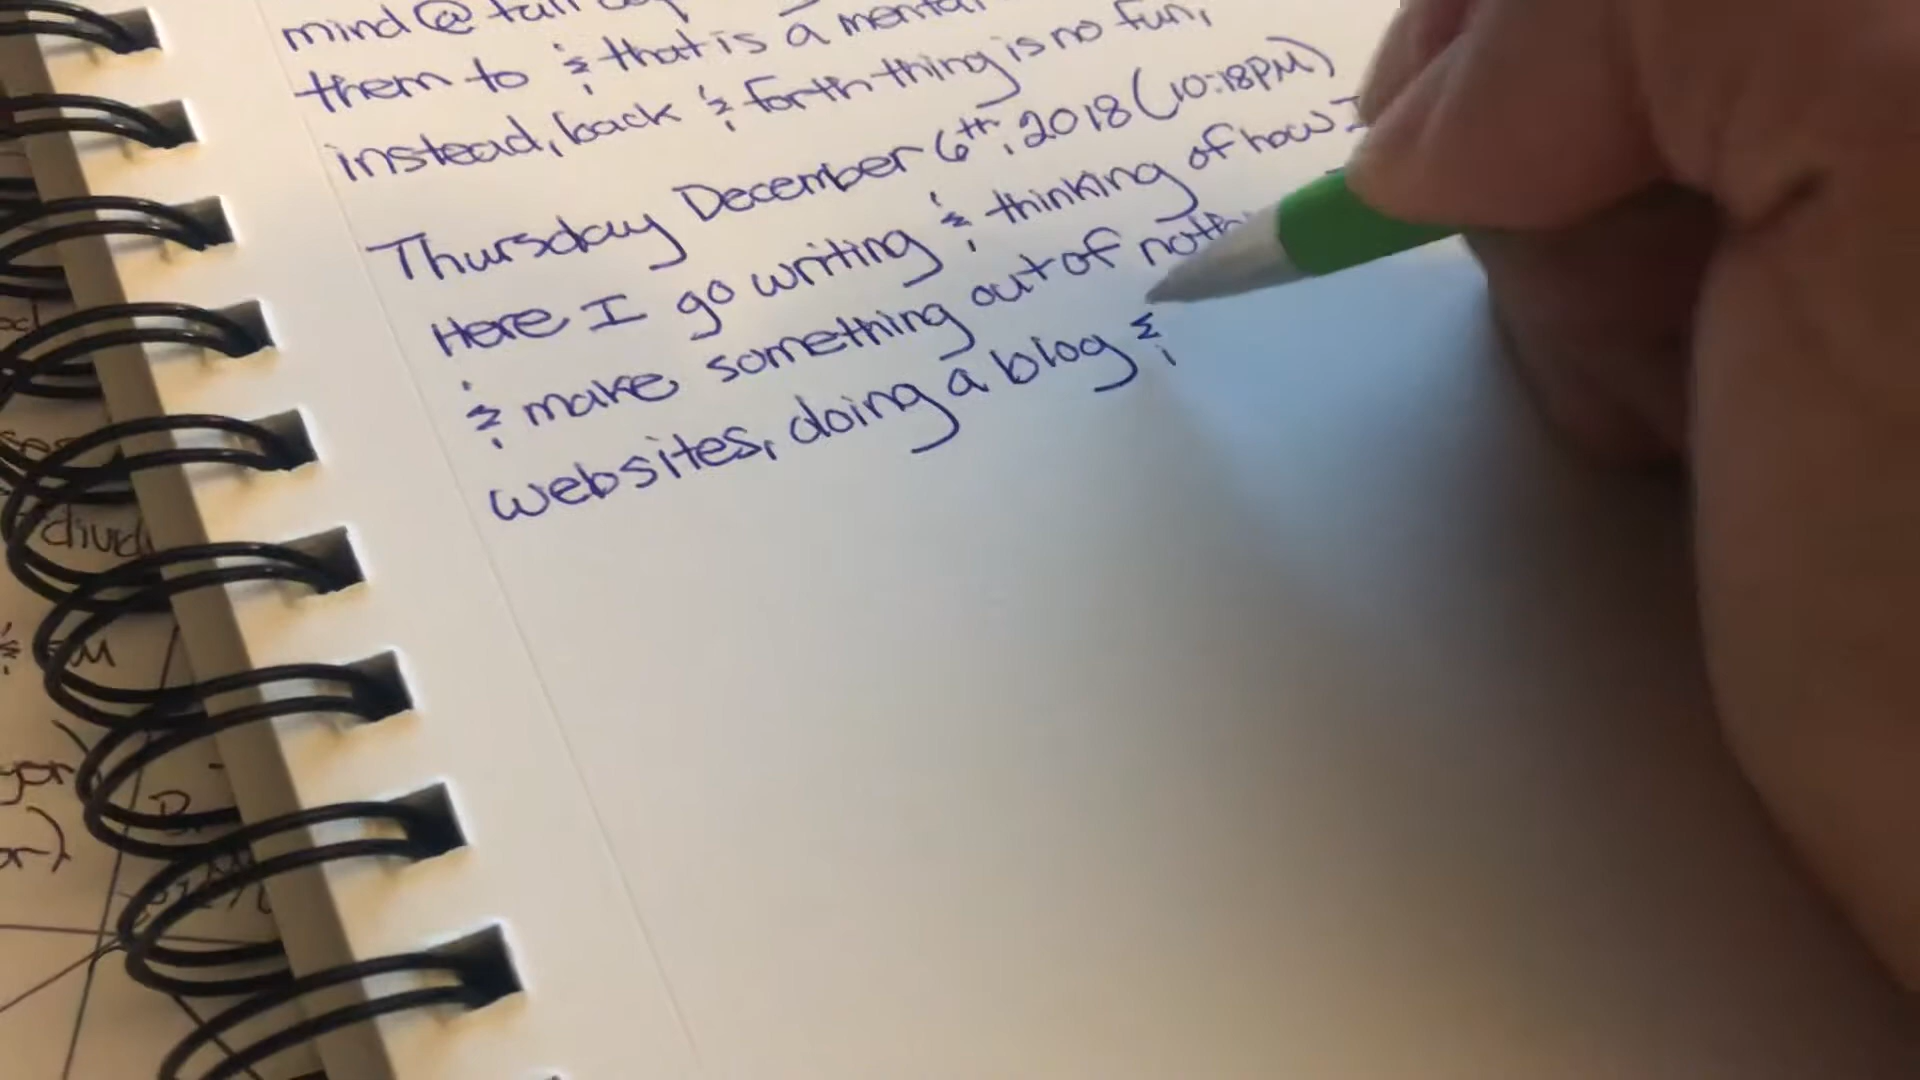 mind @
them to & that is a mental
instead, back & forth thing is no fun,
Thursday December 6th, 2018 (10:18PM)
Here I go writing & thinking of how I
& make something out of
websites, doing a blog &